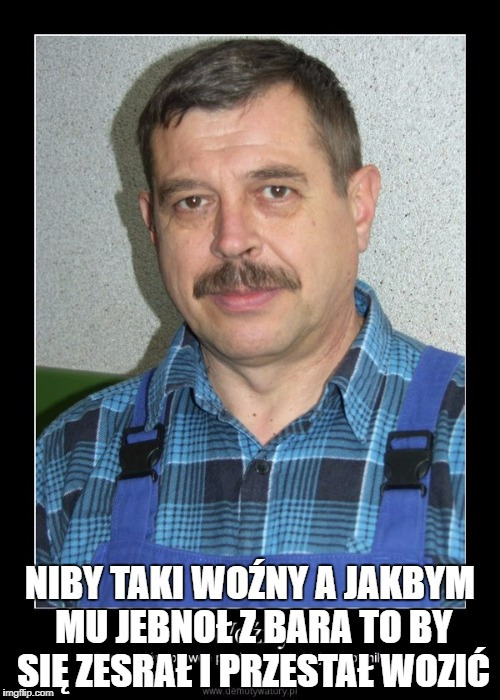 NIBY TAKI WOŹNY A JAKBYM
MU JEBNOŁ Z BARA TO BY
SIĘ ZESRAŁ I PRZESTAŁ WOZIĆ
imgflip.com
www.demotywatory.pl